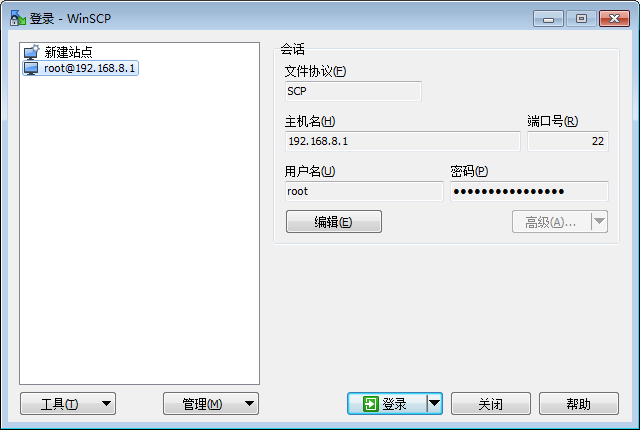 登录 - WinSCP
新建站点
root@192.168.8.1
会话
文件协议(F)
SCP
主机名(H) 端口号(R)
192.168.8.1 22
用户名(U) 密码(P)
root ●●●●●●●●●●●●●●●●
编辑(E) 高级(A)...
工具(T) 管理(M) 登录 关闭 帮助